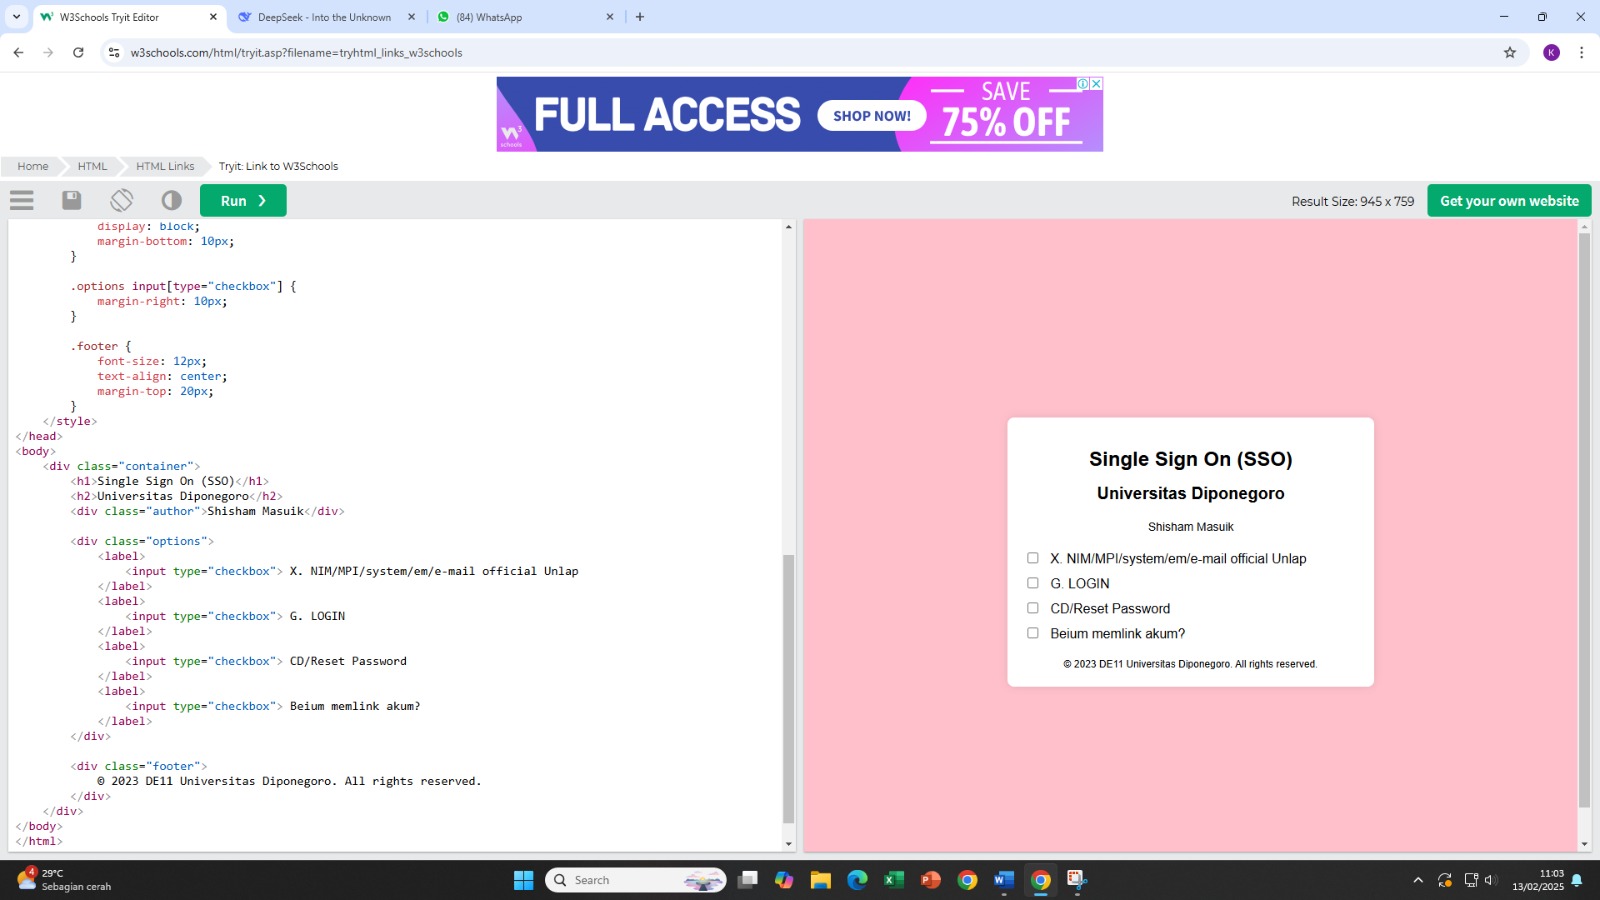 W3Schools Tryit Editor
DeepSeek - Into the Unknown
(84) WhatsApp
w3schools.com/html/tryit.asp?filename=tryhtml_links_w3schools
K
W3
schools
FULL ACCESS
SHOP NOW!
SAVE
75% OFF
Home
HTML
HTML Links
Tryit: Link to W3Schools
Run ❯
Result Size: 945 x 759
Get your own website
display: block;
margin-bottom: 10px;
}
.options input[type="checkbox"] {
margin-right: 10px;
}
.footer {
font-size: 12px;
text-align: center;
margin-top: 20px;
}
</style>
</head>
<body>
<div class="container">
<h1>Single Sign On (SSO)</h1>
<h2>Universitas Diponegoro</h2>
<div class="author">Shisham Masuik</div>
<div class="options">
<label>
<input type="checkbox"> X. NIM/MPI/system/em/e-mail official Unlap
</label>
<label>
<input type="checkbox"> G. LOGIN
</label>
<label>
<input type="checkbox"> CD/Reset Password
</label>
<label>
<input type="checkbox"> Beium memlink akum?
</label>
</div>
<div class="footer">
© 2023 DE11 Universitas Diponegoro. All rights reserved.
</div>
</div>
</body>
</html>
Single Sign On (SSO)
Universitas Diponegoro
Shisham Masuik
X. NIM/MPI/system/em/e-mail official Unlap
G. LOGIN
CD/Reset Password
Beium memlink akum?
© 2023 DE11 Universitas Diponegoro. All rights reserved.
4
29°C
Sebagian cerah
Search
11:03
13/02/2025